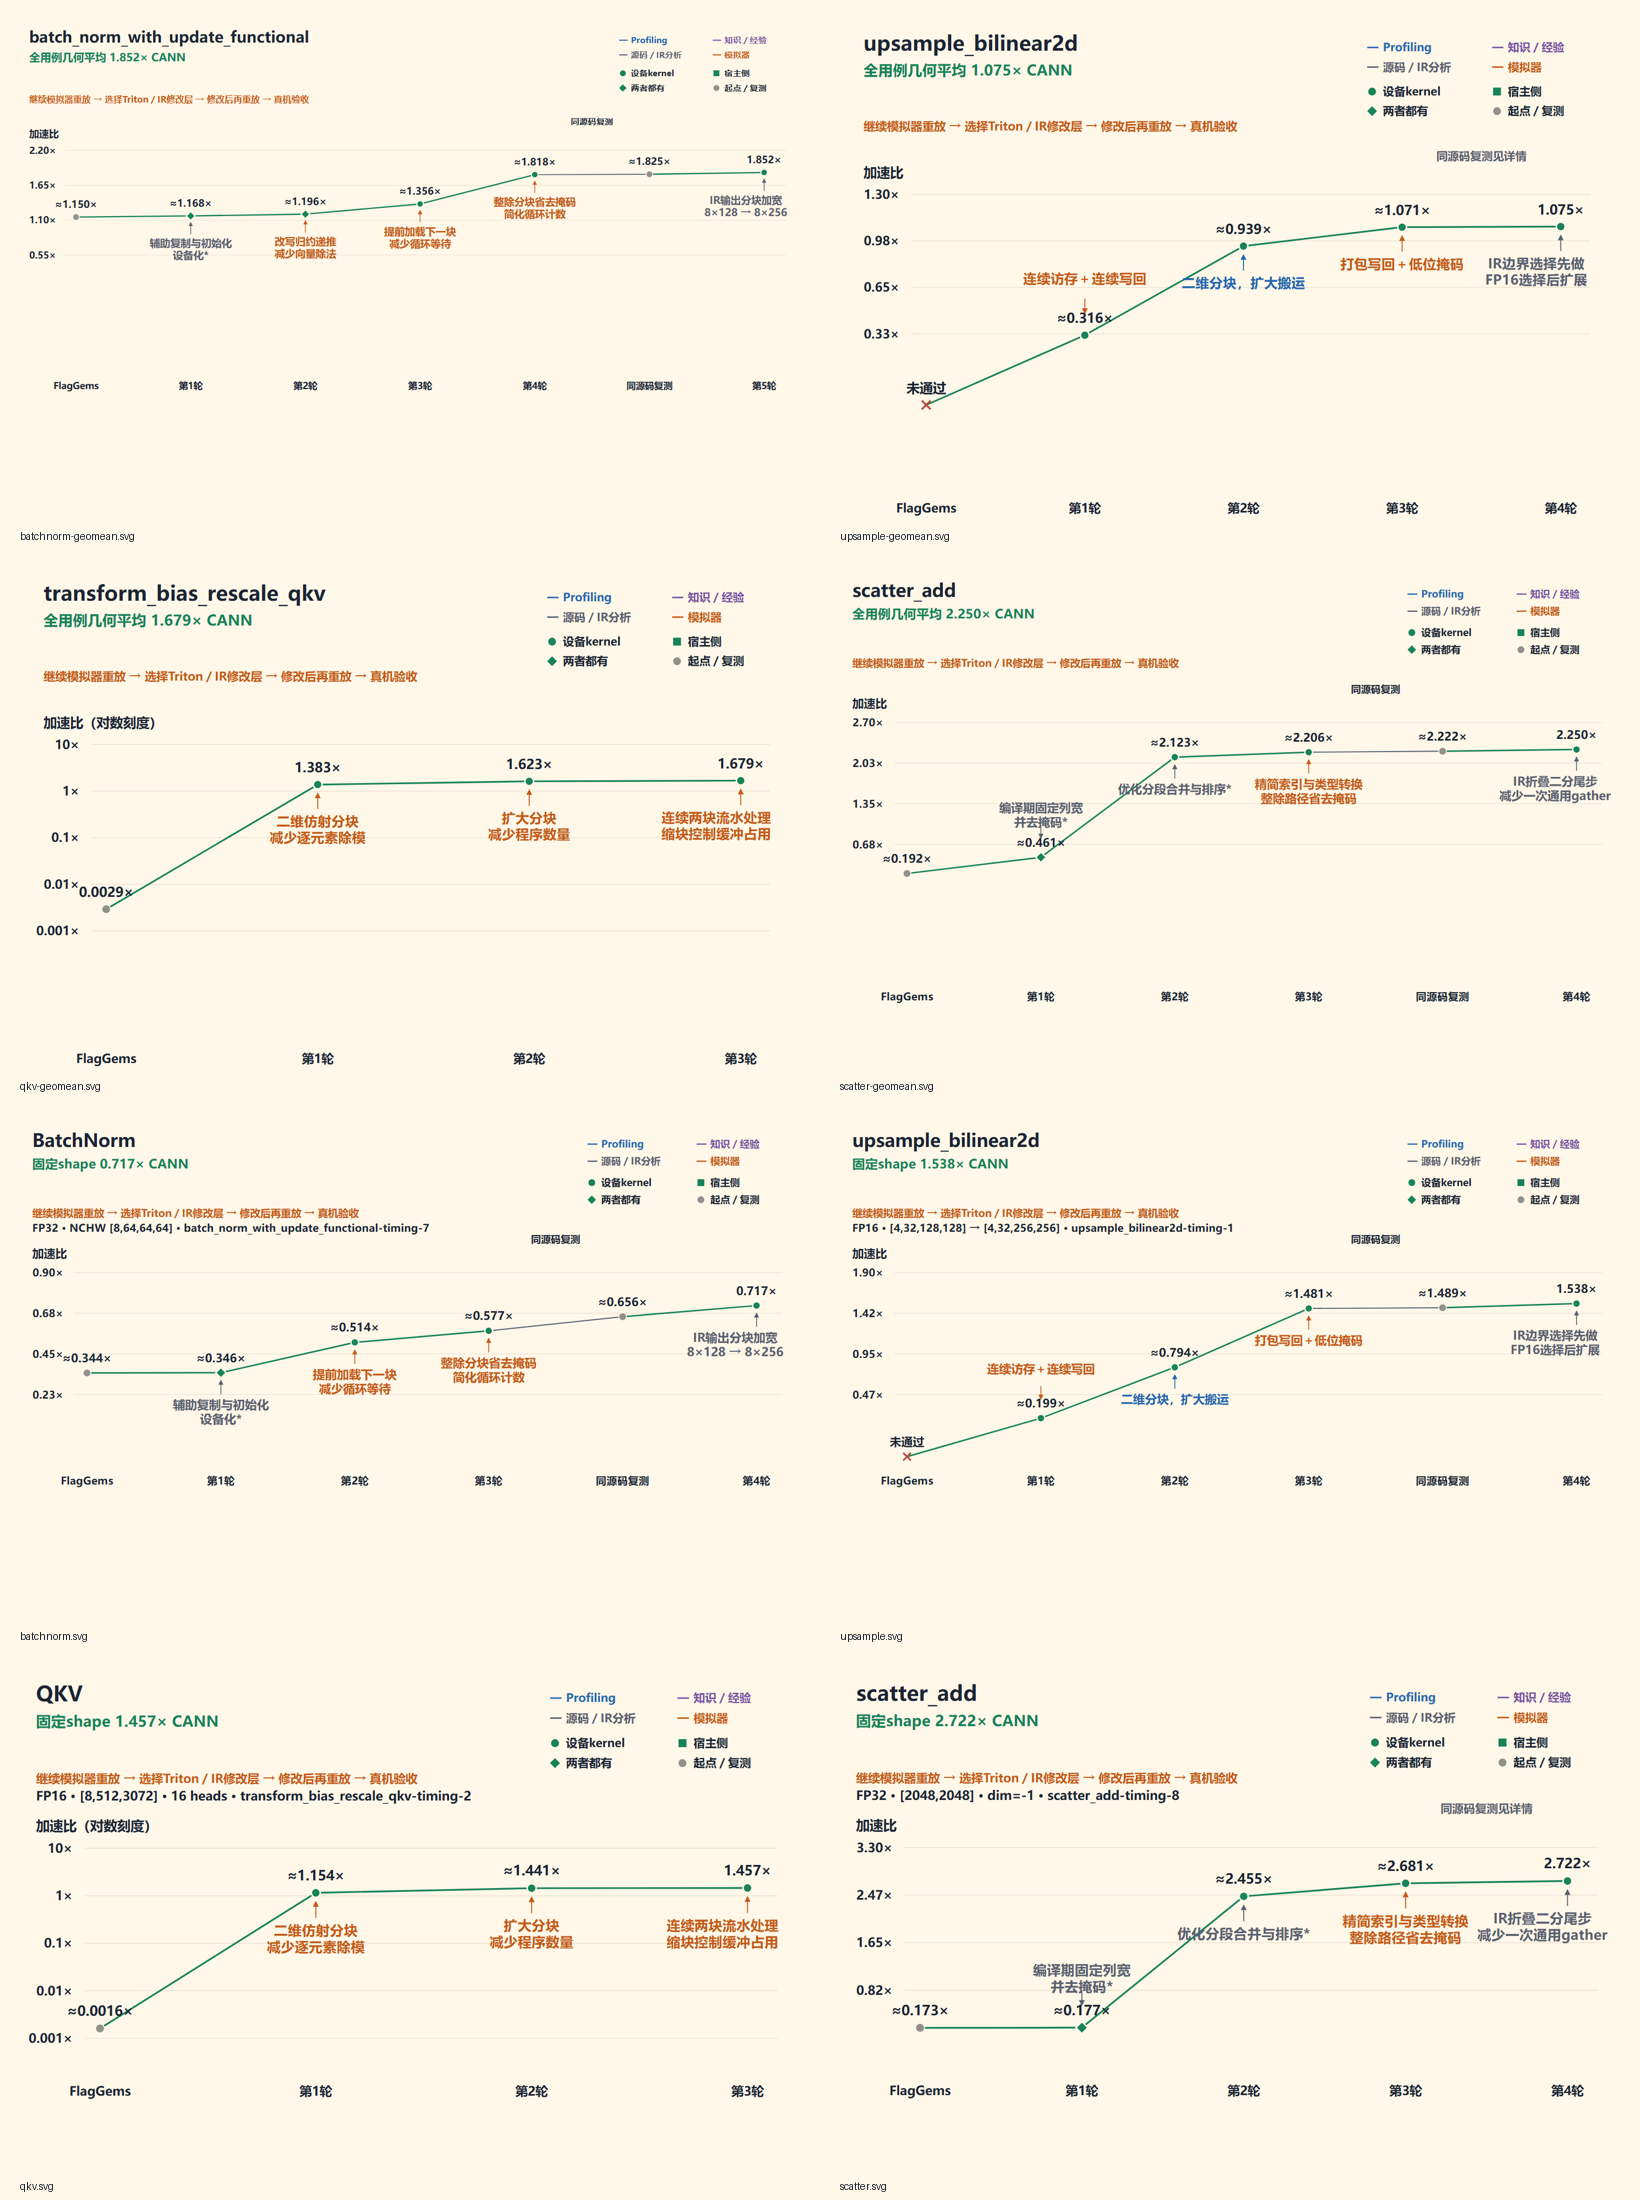 batch_norm_with_update_functional
全用例几何平均 1.852× CANN
Profiling
知识 / 经验
源码 / IR分析
模拟器
设备kernel
宿主侧
两者都有
起点 / 复测
继续模拟器重放 → 选择Triton / IR修改层 → 修改后再重放 → 真机验收
同源码复测
加速比
2.20×
1.65×
1.10×
0.55×
≈1.150×
≈1.168×
≈1.196×
≈1.356×
≈1.818×
≈1.825×
1.852×
辅助复制与初始化
设备化*
改写归约递推
减少向量除法
提前加载下一块
减少循环等待
整除分块省去掩码
简化循环计数
IR输出分块加宽
8×128 → 8×256
FlagGems
第1轮
第2轮
第3轮
第4轮
同源码复测
第5轮
batchnorm-geomean.svg
upsample_bilinear2d
全用例几何平均 1.075× CANN
Profiling
知识 / 经验
源码 / IR分析
模拟器
设备kernel
宿主侧
两者都有
起点 / 复测
继续模拟器重放 → 选择Triton / IR修改层 → 修改后再重放 → 真机验收
同源码复测见详情
加速比
1.30×
0.98×
0.65×
0.33×
未通过
≈0.316×
≈0.939×
≈1.071×
1.075×
连续访存 + 连续写回
二维分块，扩大搬运
打包写回 + 低位掩码
IR边界选择先做
FP16选择后扩展
FlagGems
第1轮
第2轮
第3轮
第4轮
upsample-geomean.svg
transform_bias_rescale_qkv
全用例几何平均 1.679× CANN
Profiling
知识 / 经验
源码 / IR分析
模拟器
设备kernel
宿主侧
两者都有
起点 / 复测
继续模拟器重放 → 选择Triton / IR修改层 → 修改后再重放 → 真机验收
加速比（对数刻度）
10×
1×
0.1×
0.01×
0.001×
0.0029×
1.383×
1.623×
1.679×
二维仿射分块
减少逐元素除模
扩大分块
减少程序数量
连续两块流水处理
缩块控制缓冲占用
FlagGems
第1轮
第2轮
第3轮
qkv-geomean.svg
scatter_add
全用例几何平均 2.250× CANN
Profiling
知识 / 经验
源码 / IR分析
模拟器
设备kernel
宿主侧
两者都有
起点 / 复测
继续模拟器重放 → 选择Triton / IR修改层 → 修改后再重放 → 真机验收
同源码复测
加速比
2.70×
2.03×
1.35×
0.68×
≈0.192×
≈0.461×
≈2.123×
≈2.206×
≈2.222×
2.250×
编译期固定列宽
并去掩码*
优化分段合并与排序*
精简索引与类型转换
整除路径省去掩码
IR折叠二分尾步
减少一次通用gather
FlagGems
第1轮
第2轮
第3轮
同源码复测
第4轮
scatter-geomean.svg
BatchNorm
固定shape 0.717× CANN
Profiling
知识 / 经验
源码 / IR分析
模拟器
设备kernel
宿主侧
两者都有
起点 / 复测
继续模拟器重放 → 选择Triton / IR修改层 → 修改后再重放 → 真机验收
FP32 • NCHW [8,64,64,64] • batch_norm_with_update_functional-timing-7
同源码复测
加速比
0.90×
0.68×
0.45×
0.23×
≈0.344×
≈0.346×
≈0.514×
≈0.577×
≈0.656×
0.717×
辅助复制与初始化
设备化*
提前加载下一块
减少循环等待
整除分块省去掩码
简化循环计数
IR输出分块加宽
8×128 → 8×256
FlagGems
第1轮
第2轮
第3轮
同源码复测
第4轮
batchnorm.svg
upsample_bilinear2d
固定shape 1.538× CANN
Profiling
知识 / 经验
源码 / IR分析
模拟器
设备kernel
宿主侧
两者都有
起点 / 复测
继续模拟器重放 → 选择Triton / IR修改层 → 修改后再重放 → 真机验收
FP16 • [4,32,128,128] → [4,32,256,256] • upsample_bilinear2d-timing-1
同源码复测
加速比
1.90×
1.42×
0.95×
0.47×
未通过
≈0.199×
≈0.794×
≈1.481×
≈1.489×
1.538×
连续访存 + 连续写回
二维分块，扩大搬运
打包写回 + 低位掩码
IR边界选择先做
FP16选择后扩展
FlagGems
第1轮
第2轮
第3轮
同源码复测
第4轮
upsample.svg
QKV
固定shape 1.457× CANN
Profiling
知识 / 经验
源码 / IR分析
模拟器
设备kernel
宿主侧
两者都有
起点 / 复测
继续模拟器重放 → 选择Triton / IR修改层 → 修改后再重放 → 真机验收
FP16 • [8,512,3072] • 16 heads • transform_bias_rescale_qkv-timing-2
加速比（对数刻度）
10×
1×
0.1×
0.01×
0.001×
≈0.0016×
≈1.154×
≈1.441×
1.457×
二维仿射分块
减少逐元素除模
扩大分块
减少程序数量
连续两块流水处理
缩块控制缓冲占用
FlagGems
第1轮
第2轮
第3轮
qkv.svg
scatter_add
固定shape 2.722× CANN
Profiling
知识 / 经验
源码 / IR分析
模拟器
设备kernel
宿主侧
两者都有
起点 / 复测
继续模拟器重放 → 选择Triton / IR修改层 → 修改后再重放 → 真机验收
FP32 • [2048,2048] • dim=-1 • scatter_add-timing-8
同源码复测见详情
加速比
3.30×
2.47×
1.65×
0.82×
≈0.173×
≈0.177×
≈2.455×
≈2.681×
2.722×
编译期固定列宽
并去掩码*
优化分段合并与排序*
精简索引与类型转换
整除路径省去掩码
IR折叠二分尾步
减少一次通用gather
FlagGems
第1轮
第2轮
第3轮
第4轮
scatter.svg